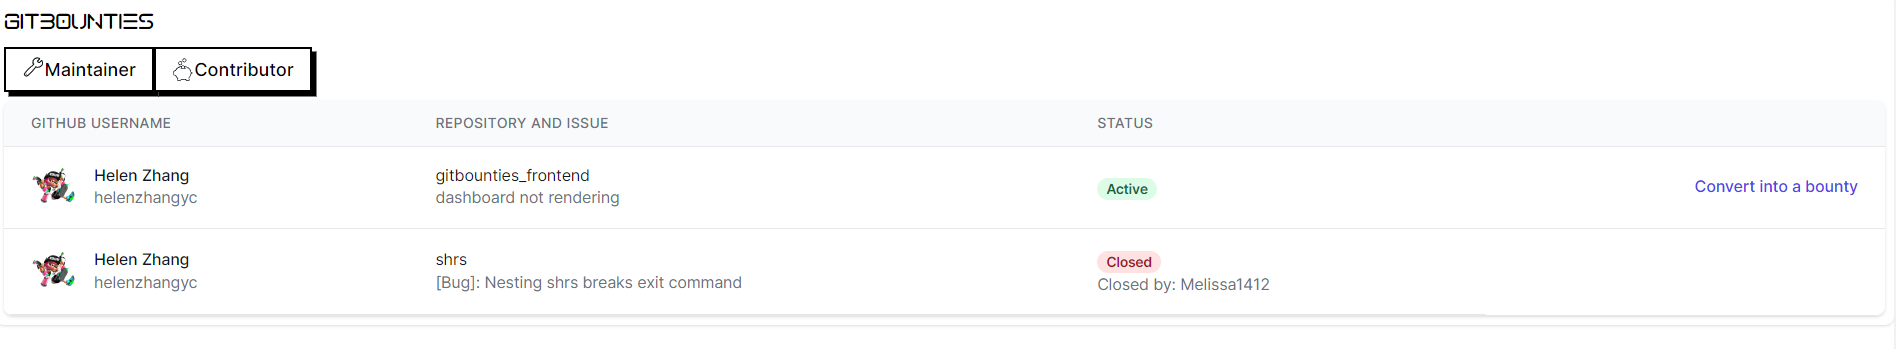 GITBOUNTIES
Maintainer Contributor
GITHUB USERNAME REPOSITORY AND ISSUE STATUS
Helen Zhang gitbounties_frontend
helenzhangyc dashboard not rendering
Active
Convert into a bounty
Helen Zhang shrs Closed
helenzhangyc [Bug]: Nesting shrs breaks exit command Closed by: Melissa1412